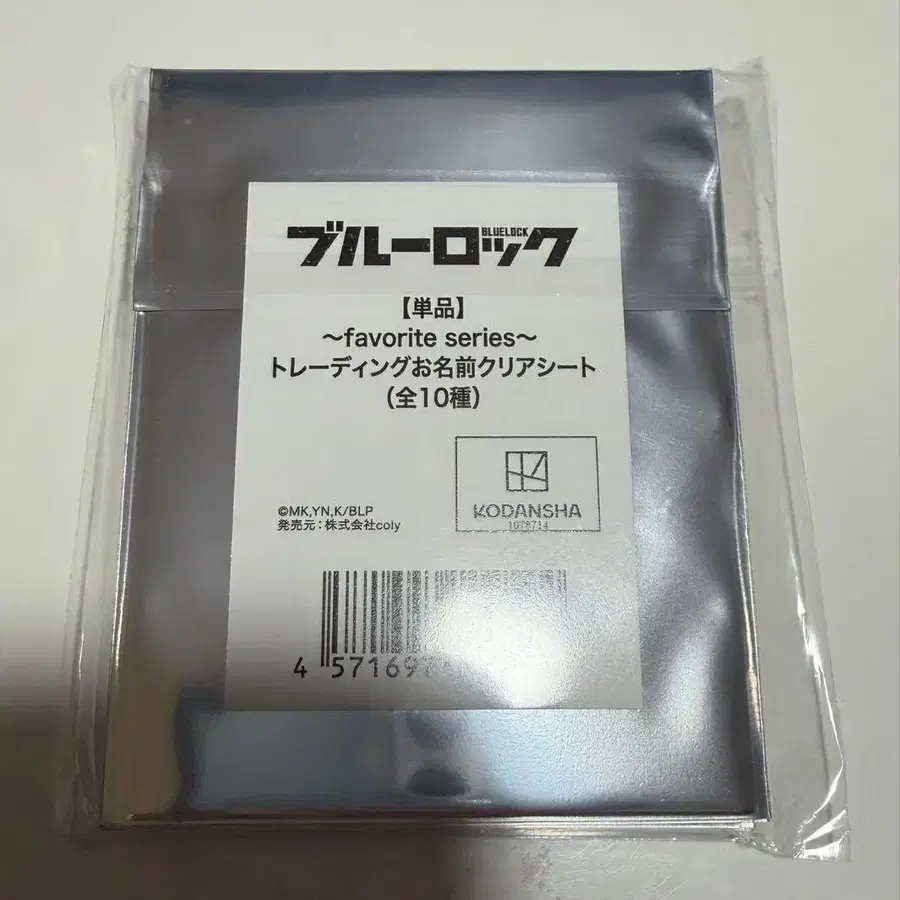 ブルーロック
BLUELOCK
【単品】
～favorite series～
トレーディングお名前クリアシート
（全10種）
©MK,YN,K/BLP
発売元：株式会社coly
KODANSHA
1078714
4 571697